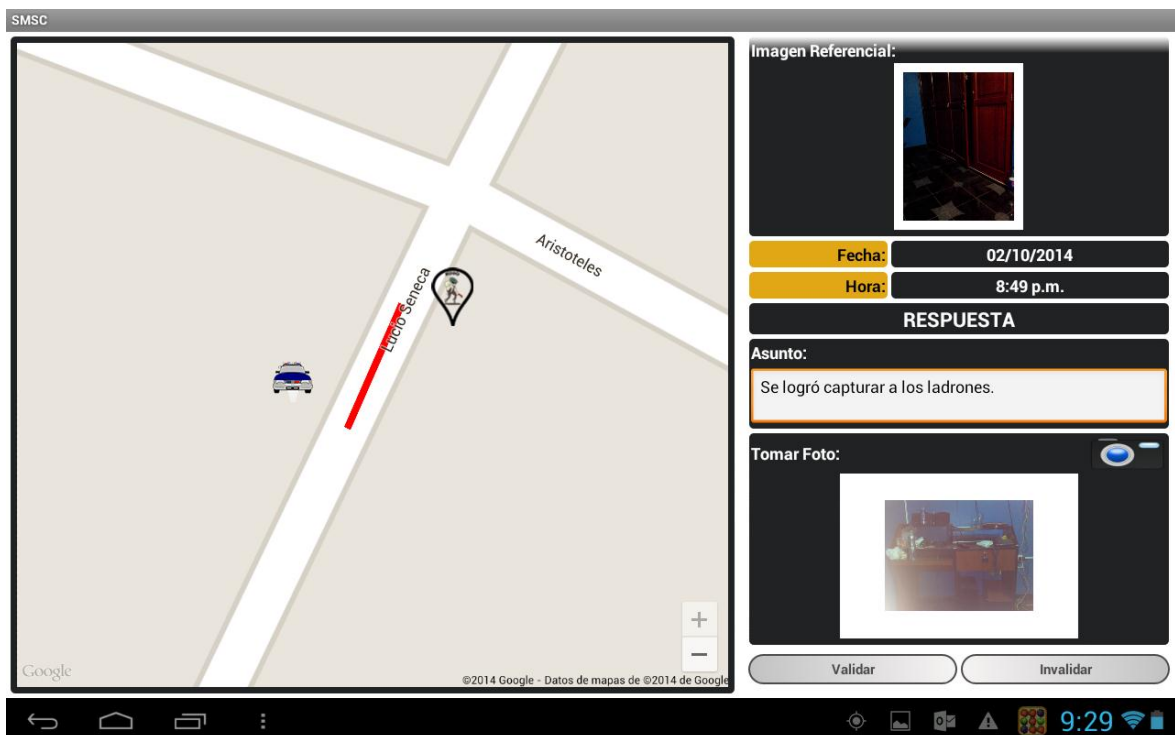 SMSC
Aristoteles
Lucio Seneca
Google
©2014 Google - Datos de mapas de ©2014 de Google
Imagen Referencial:
Fecha: 02/10/2014
Hora: 8:49 p.m.
RESPUESTA
Asunto:
Se logró capturar a los ladrones.
Tomar Foto:
Validar
Invalidar
9:29